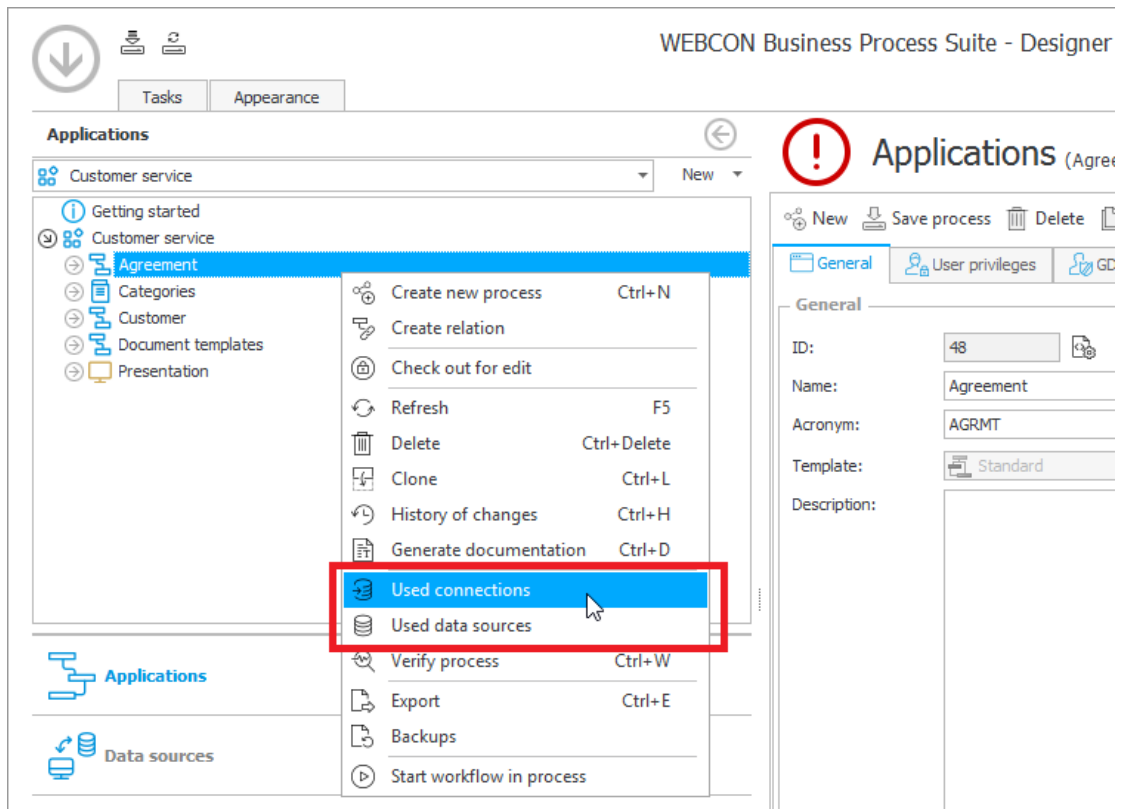 WEBCON Business Process Suite - Designer
Tasks Appearance
Applications
Customer service New
Getting started
Customer service
Agreement
Categories
Customer
Document templates
Presentation
Create new process Ctrl+N
Create relation
Check out for edit
Refresh F5
Delete Ctrl+Delete
Clone Ctrl+L
History of changes Ctrl+H
Generate documentation Ctrl+D
Used connections
Used data sources
Verify process Ctrl+W
Export Ctrl+E
Backups
Start workflow in process
Applications
Data sources
Applications (Agree
New Save process Delete
General User privileges GD
General
ID: 48
Name: Agreement
Acronym: AGRMT
Template: Standard
Description: